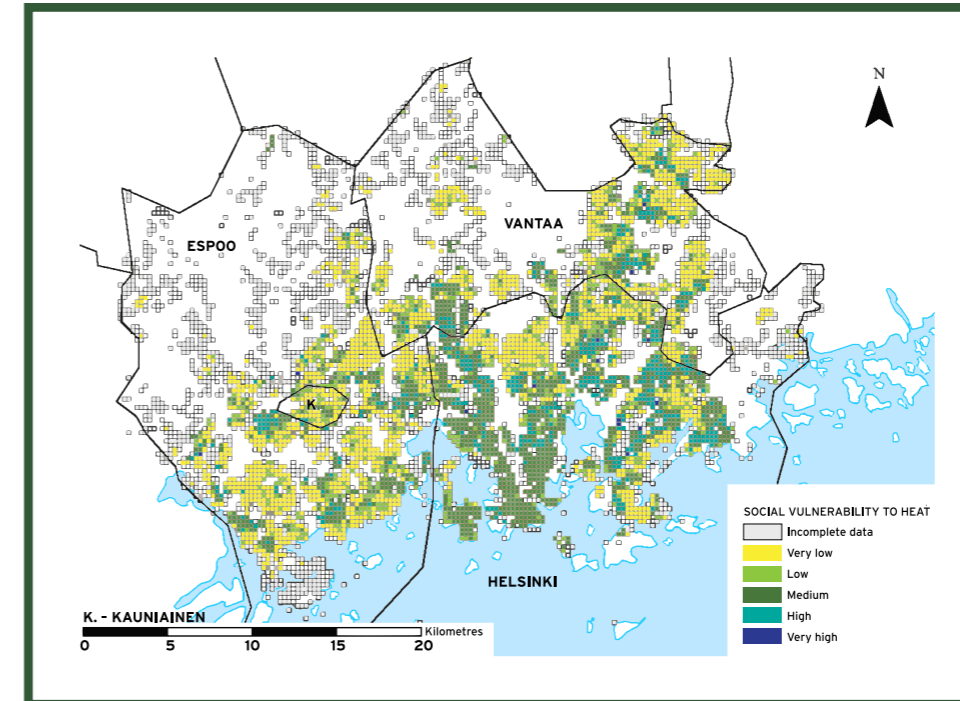 N
VANTAA
ESPOO
K
SOCIAL VULNERABILITY TO HEAT
Incomplete data
Very low
Low
Medium
High
Very high
HELSINKI
K. - KAUNIAINEN
Kilometres
0 5 10 15 20